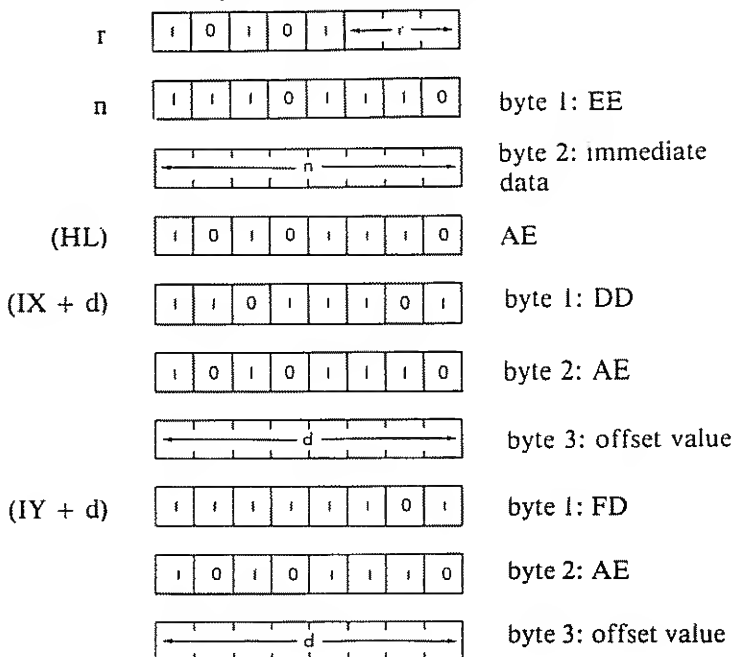 r 1 0 1 0 1 r
n 1 1 1 0 1 1 1 0 byte 1: EE
n byte 2: immediate
data
(HL) 1 0 1 0 1 1 1 0 AE
(IX + d) 1 1 0 1 1 1 0 1 byte 1: DD
1 0 1 0 1 1 1 0 byte 2: AE
d byte 3: offset value
(IY + d) 1 1 1 1 1 1 0 1 byte 1: FD
1 0 1 0 1 1 1 0 byte 2: AE
d byte 3: offset value